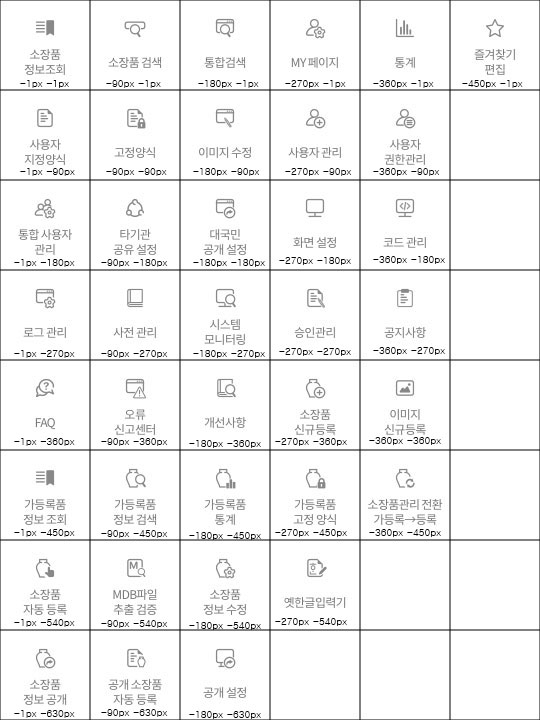 소장품
정보조회
-1px -1px
소장품 검색
-90px -1px
통합검색
-180px -1px
MY 페이지
-270px -1px
통계
-360px -1px
즐겨찾기
편집
-450px -1px
사용자
지정양식
-1px -90px
고정양식
-90px -90px
이미지 수정
-180px -90px
사용자 관리
-270px -90px
사용자
권한관리
-360px -90px
통합 사용자
관리
-1px -180px
타기관
공유 설정
-90px -180px
대국민
공개 설정
-180px -180px
화면 설정
-270px -180px
코드 관리
-360px -180px
로그 관리
-1px -270px
사전 관리
-90px -270px
시스템
모니터링
-180px -270px
승인관리
-270px -270px
공지사항
-360px -270px
?
FAQ
-1px -360px
오류
신고센터
-90px -360px
개선사항
-180px -360px
소장품
신규등록
-270px -360px
이미지
신규등록
-360px -360px
가등록품
정보 조회
-1px -450px
가등록품
정보 검색
-90px -450px
가등록품
통계
-180px -450px
가등록품
고정 양식
-270px -450px
소장품관리 전환
가등록→등록
-360px -450px
소장품
자동 등록
-1px -540px
M
MDB파일
추출 검증
-90px -540px
소장품
정보 수정
-180px -540px
옛한글입력기
-270px -540px
소장품
정보 공개
-1px -630px
공개 소장품
자동 등록
-90px -630px
공개 설정
-180px -630px